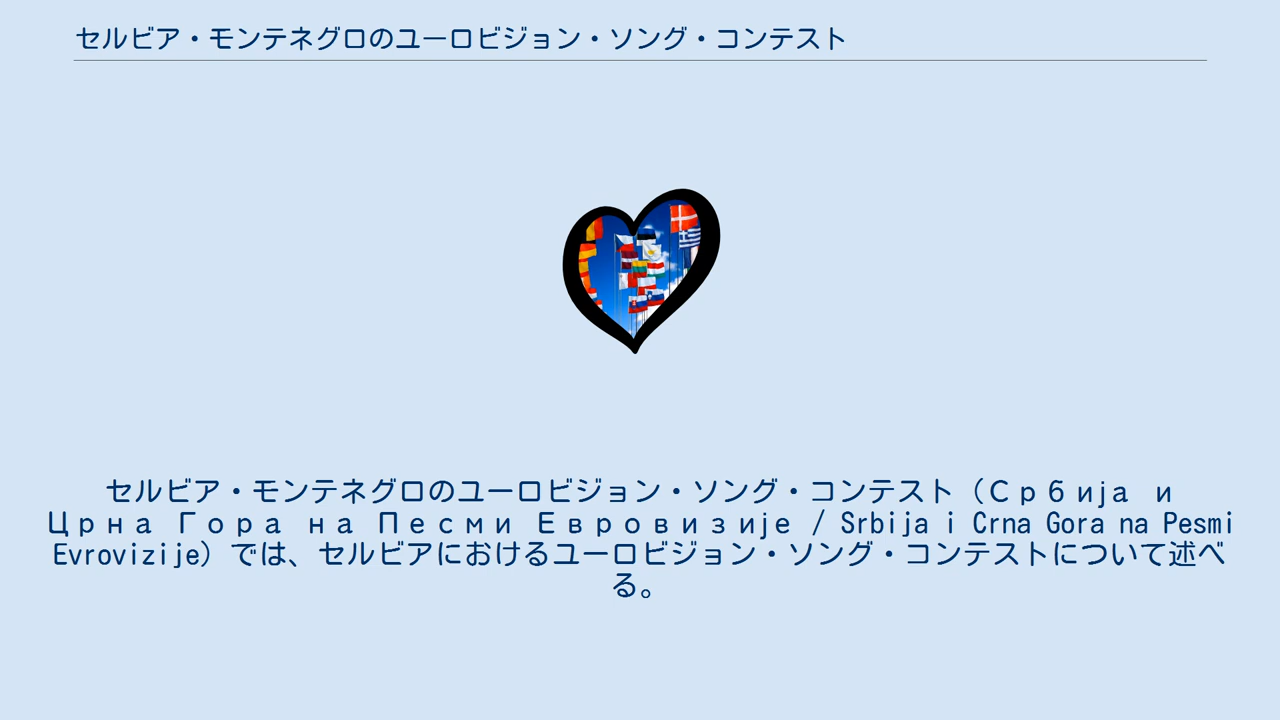 セルビア・モンテネグロのユーロビジョン・ソング・コンテスト
セルビア・モンテネグロのユーロビジョン・ソング・コンテスト（Србиjа и
Црна Гора на Песми Евровизиje / Srbija i Crna Gora na Pesmi
Evrovizije）では、セルビアにおけるユーロビジョン・ソング・コンテストについて述べ
る。